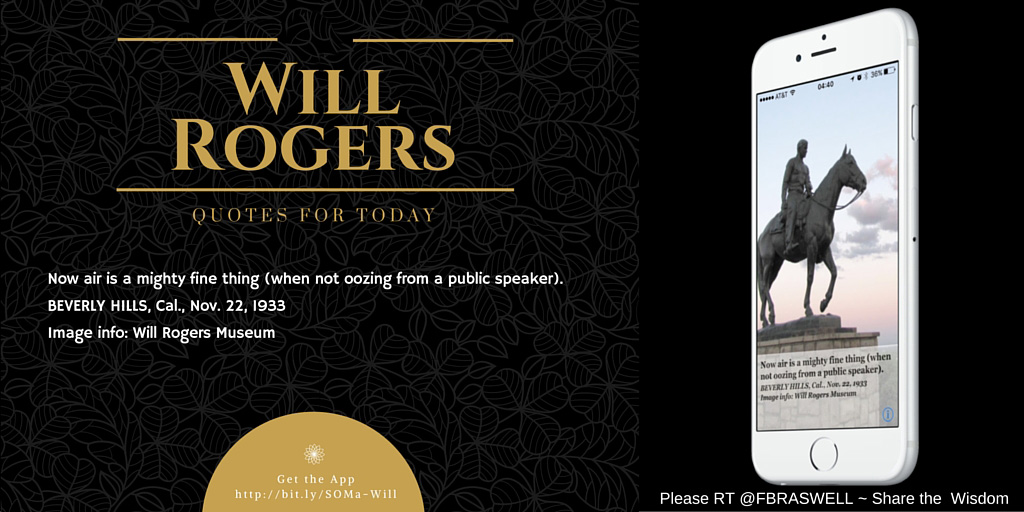 WILL
ROGERS
QUOTES FOR TODAY
Now air is a mighty fine thing (when not oozing from a public speaker).
BEVERLY HILLS, Cal., Nov. 22, 1933
Image info: Will Rogers Museum
Get the App
http://bit.ly/SOMa-Will
AT&T 04:40 36%
Now air is a mighty fine thing (when
not oozing from a public speaker).
BEVERLY HILLS, Cal., Nov. 22, 1933
Image info: Will Rogers Museum
Please RT @FBRASWELL ~ Share the Wisdom